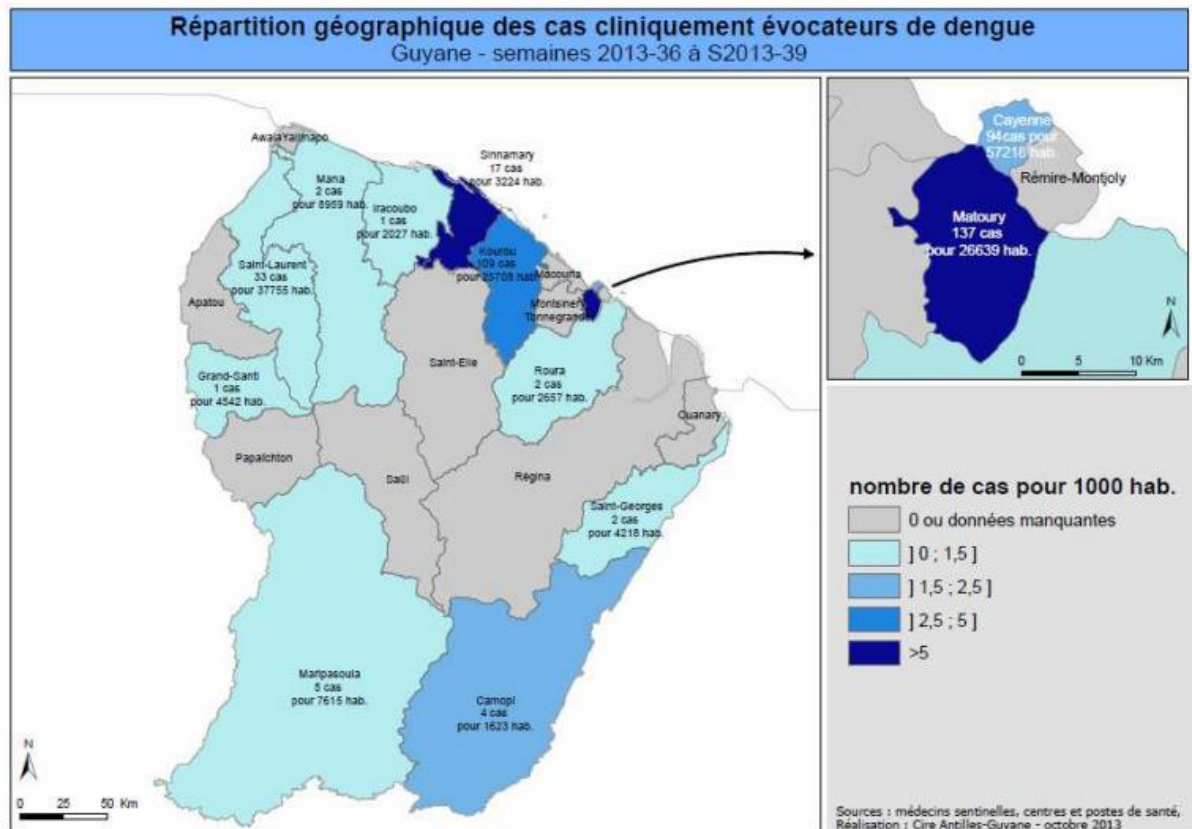 Répartition géographique des cas cliniquement évocateurs de dengue
Guyane - semaines 2013-36 à S2013-39
AwalaYalimapo
Mana
2 cas
pour 8959 hab.
Iracoubo
1 cas
pour 2027 hab.
Sinnamary
17 cas
pour 3224 hab.
Saint-Laurent
33 cas
pour 37755 hab.
Kourou
109 cas
pour 25708 hab.
Macouria
Montsinery
Tonnegrande
Apatou
Saint-Elie
Grand-Santi
1 cas
pour 4542 hab.
Roura
2 cas
pour 2657 hab.
Ouanary
Papaïchton
Saül
Régina
Saint-Georges
2 cas
pour 4218 hab.
Maripasoula
5 cas
pour 7615 hab.
Camopi
4 cas
pour 1623 hab.
N
0 25 50 Km
Cayenne
94cas pour
57216 hab.
Rémire-Montjoly
Matoury
137 cas
pour 26639 hab.
N
0 5 10 Km
nombre de cas pour 1000 hab.
0 ou données manquantes
] 0 ; 1,5 ]
] 1,5 ; 2,5 ]
] 2,5 ; 5 ]
>5
Sources : médecins sentinelles, centres et postes de santé,
Réalisation : Cire Antilles-Guyane - octobre 2013